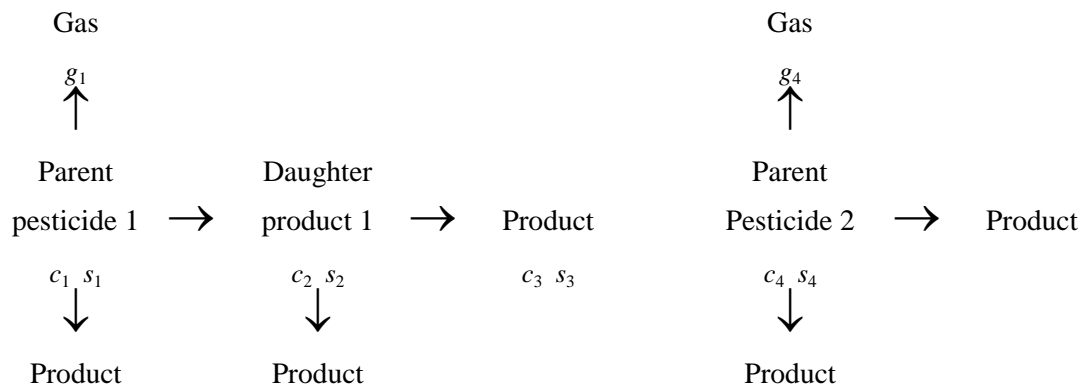 Gas Gas
g1 g4
Parent Daughter Parent
pesticide 1 → product 1 → Product Pesticide 2 → Product
c1 s1 c2 s2 c3 s3 c4 s4
Product Product Product